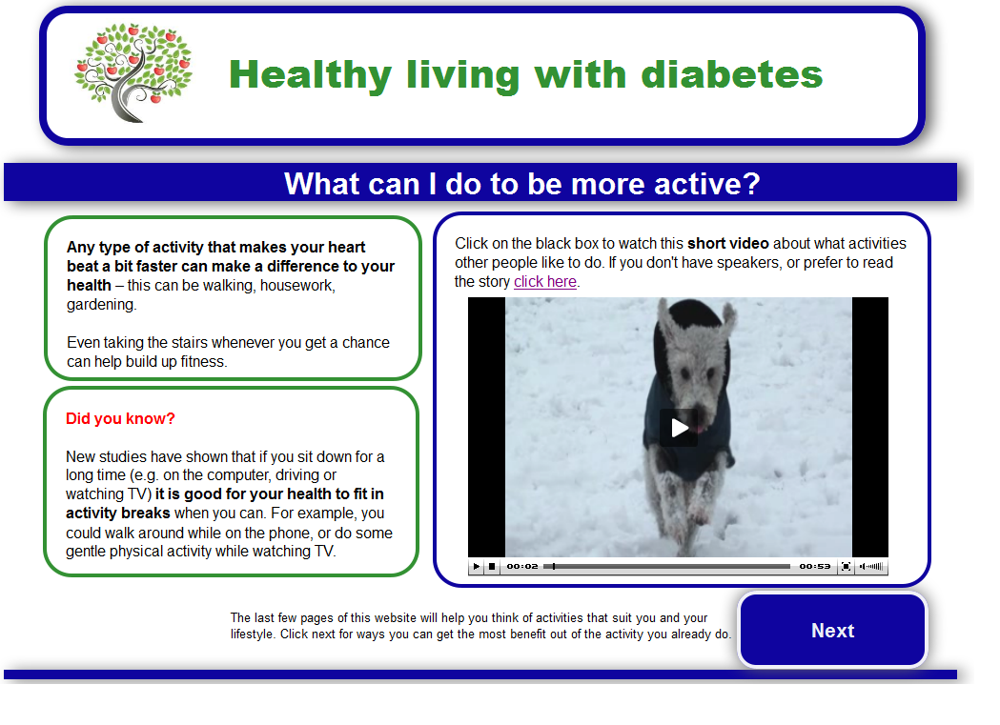 Healthy living with diabetes
What can I do to be more active?
Any type of activity that makes your heart
beat a bit faster can make a difference to your
health – this can be walking, housework,
gardening.
Even taking the stairs whenever you get a chance
can help build up fitness.
Did you know?
New studies have shown that if you sit down for a
long time (e.g. on the computer, driving or
watching TV) it is good for your health to fit in
activity breaks when you can. For example, you
could walk around while on the phone, or do some
gentle physical activity while watching TV.
Click on the black box to watch this short video about what activities
other people like to do. If you don't have speakers, or prefer to read
the story click here.
00:02 00:53
The last few pages of this website will help you think of activities that suit you and your
lifestyle. Click next for ways you can get the most benefit out of the activity you already do.
Next